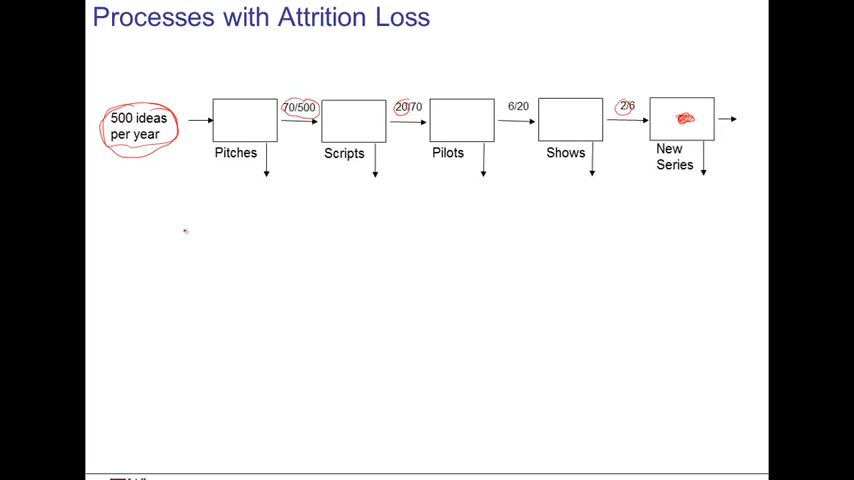 Processes with Attrition Loss
500 ideas
per year
70/500
20/70
6/20
2/6
Pitches
Scripts
Pilots
Shows
New
Series